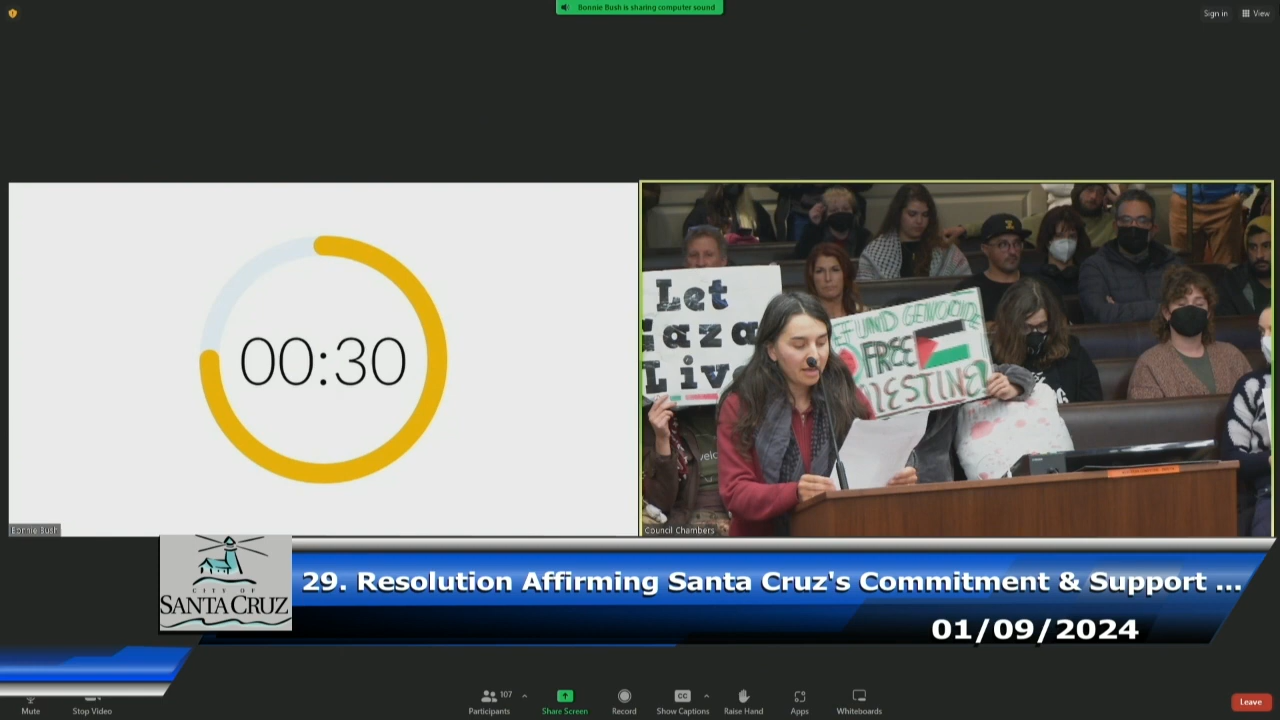 Bonnie Bush is sharing computer sound
Sign in
View
00:30
Let
Gaza
Live
DEFUND GENOCIDE
FREE
PALESTINE!
Bonnie Bush
Council Chambers
CITY OF
SANTA CRUZ
29. Resolution Affirming Santa Cruz's Commitment & Support ...
01/09/2024
Mute
Stop Video
Participants
107
Share Screen
CC
Record
Show Captions
Raise Hand
Apps
Whiteboards
Leave